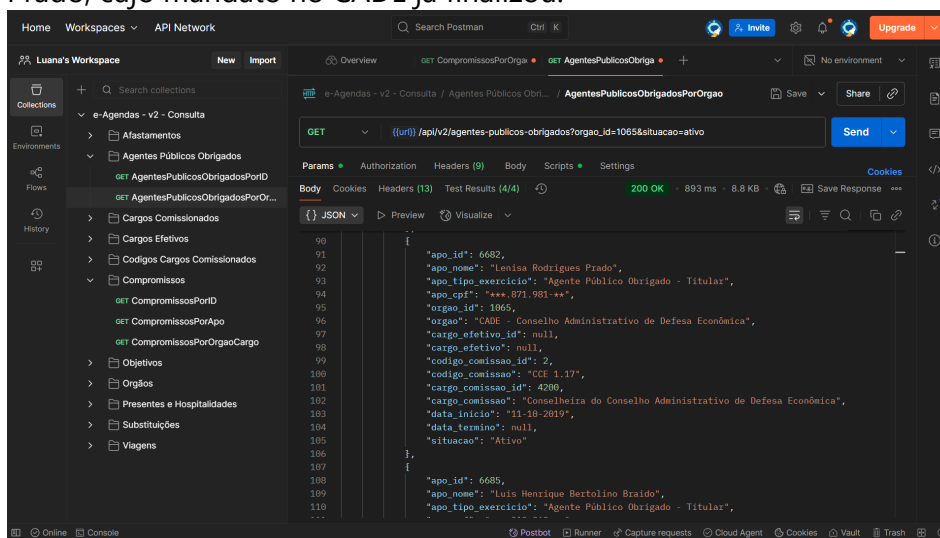 Prado, cujo mandato no CADE já finalizou.
Home Workspaces API Network Search Postman Ctrl K Invite Upgrade
Luana's Workspace New Import Overview GET CompromissosPorOrgao GET AgentesPublicosObriga No environment
Collections
Environments
Flows
History
Search collections
e-Agendas - v2 - Consulta
Afastamentos
Agentes Públicos Obrigados
GET AgentesPublicosObrigadosPorID
GET AgentesPublicosObrigadosPorOr...
Cargos Comissionados
Cargos Efetivos
Codigos Cargos Comissionados
Compromissos
GET CompromissosPorID
GET CompromissosPorApo
GET CompromissosPorOrgaoCargo
Objetivos
Orgãos
Presentes e Hospitalidades
Substituições
Viagens
HTTP e-Agendas - v2 - Consulta / Agentes Públicos Obri... / AgentesPublicosObrigadosPorOrgao Save Share
GET {{url}} /api/v2/agentes-publicos-obrigados?orgao_id=1065&situacao=ativo Send
Params Authorization Headers (9) Body Scripts Settings Cookies
Body Cookies Headers (13) Test Results (4/4) 200 OK 893 ms 8.8 KB Save Response
{} JSON Preview Visualize
90 {
91 "apo_id": 6682,
92 "apo_nome": "Lenisa Rodrigues Prado",
93 "apo_tipo_exercicio": "Agente Público Obrigado - Titular",
94 "apo_cpf": "***.871.981-**",
95 "orgao_id": 1065,
96 "orgao": "CADE - Conselho Administrativo de Defesa Econômica",
97 "cargo_efetivo_id": null,
98 "cargo_efetivo": null,
99 "codigo_comissao_id": 2,
100 "codigo_comissao": "CCE 1.17",
101 "cargo_comissao_id": 4200,
102 "cargo_comissao": "Conselheira do Conselho Administrativo de Defesa Econômica",
103 "data_inicio": "11-10-2019",
104 "data_termino": null,
105 "situacao": "Ativo"
106 },
107 {
108 "apo_id": 6685,
109 "apo_nome": "Luis Henrique Bertolino Braido",
110 "apo_tipo_exercicio": "Agente Público Obrigado - Titular",
Online Console Postbot Runner Capture requests Cloud Agent Cookies Vault Trash